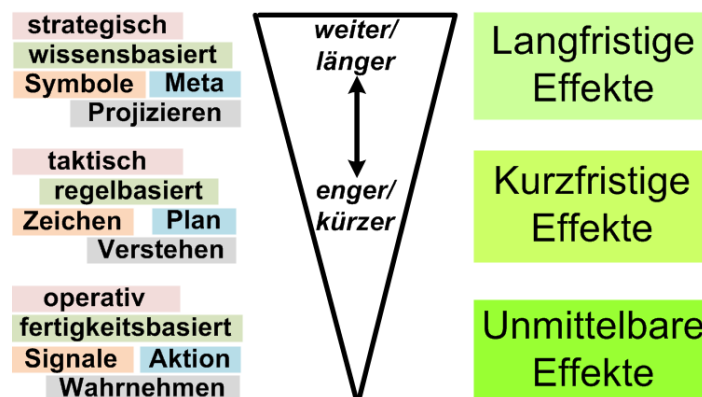 strategisch
wissensbasiert
Symbole Meta
Projizieren
weiter/
länger
Langfristige
Effekte
taktisch
regelbasiert
Zeichen Plan
Verstehen
enger/
kürzer
Kurzfristige
Effekte
operativ
fertigkeitsbasiert
Signale Aktion
Wahrnehmen
Unmittelbare
Effekte